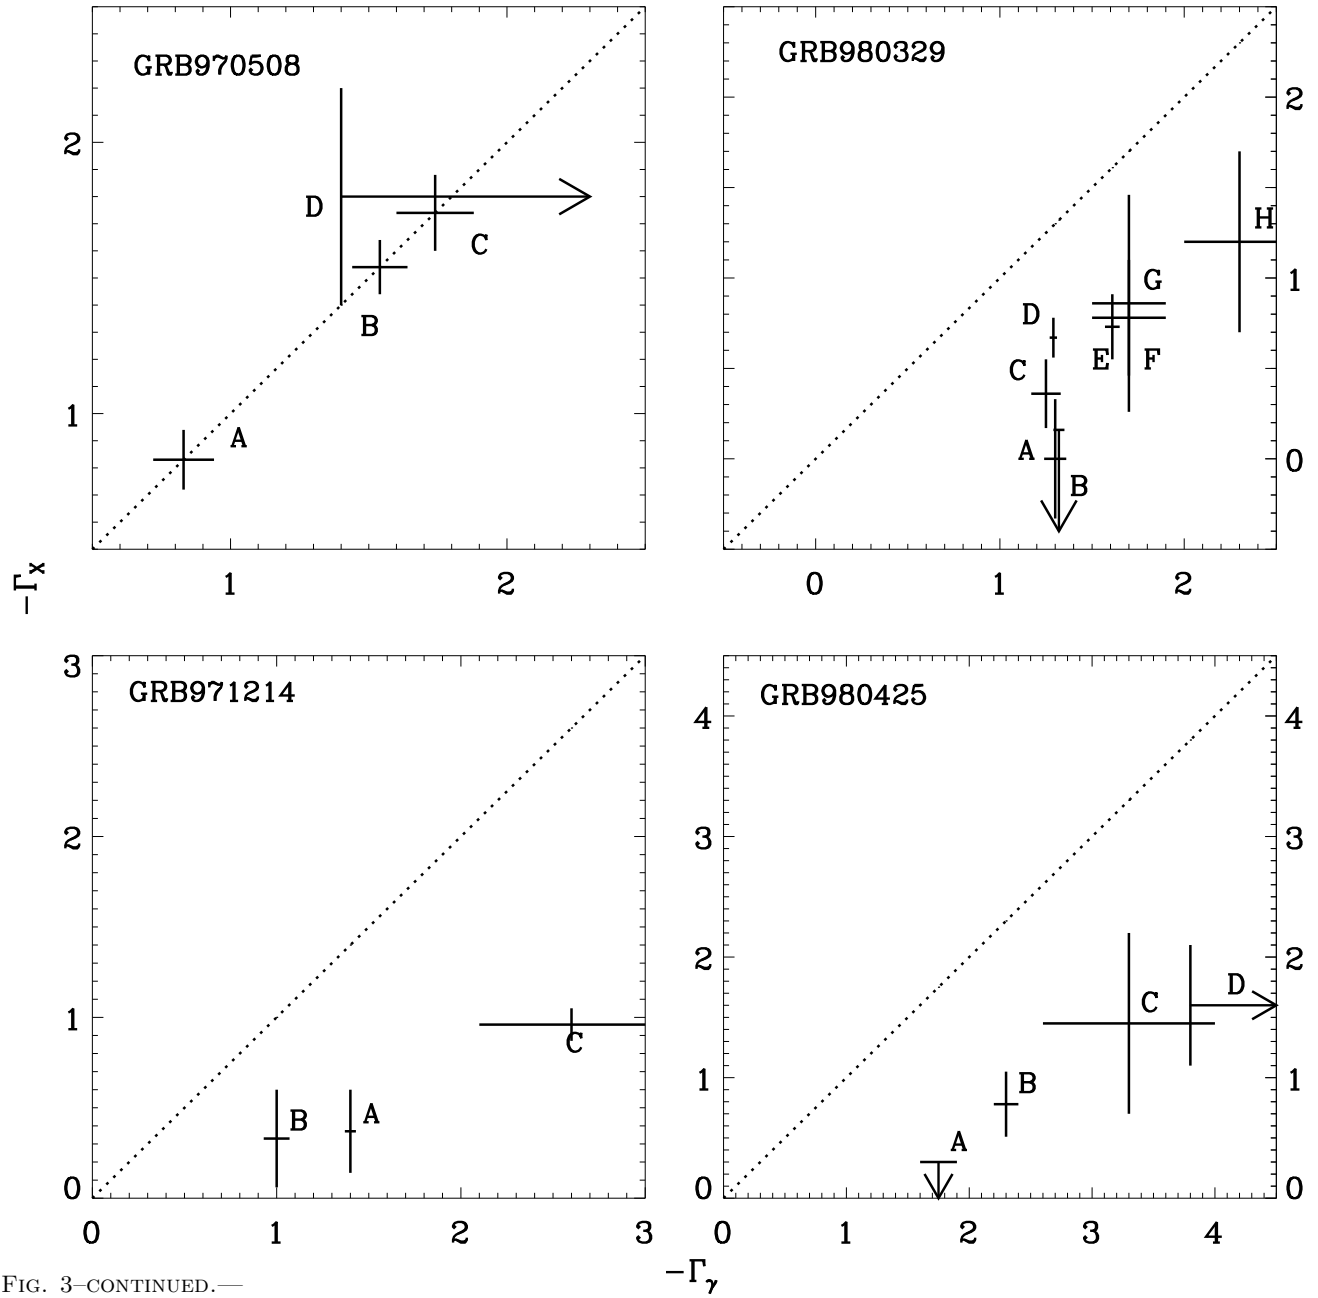 GRB970508
2
1
D
C
B
A
1 2
GRB980329
2
1
0
H
G
D
E F
C
A
B
0 1 2
−Γx
GRB971214
3
2
1
0
C
B A
0 1 2 3
GRB980425
4 4
3 3
2 2
1 1
0 0
D
C
B
A
0 1 2 3 4
−Γγ
FIG. 3–CONTINUED.—